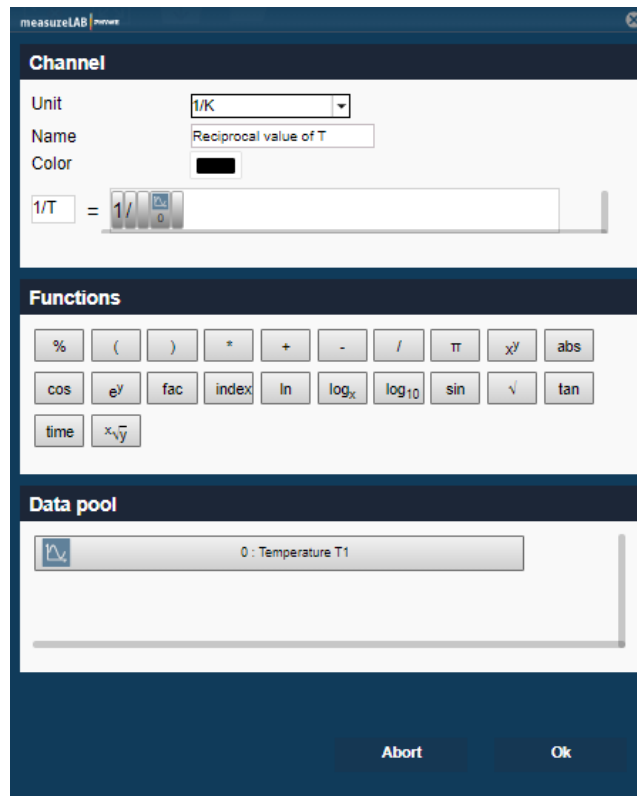 measureLAB PHYWE
Channel
Unit 1/K
Name Reciprocal value of T
Color
1/T = 1/ 0
Functions
% ( ) * + - / π xʸ abs
cos eʸ fac index ln logₓ log₁₀ sin √ tan
time ˣ√y
Data pool
0 : Temperature T1
Abort Ok